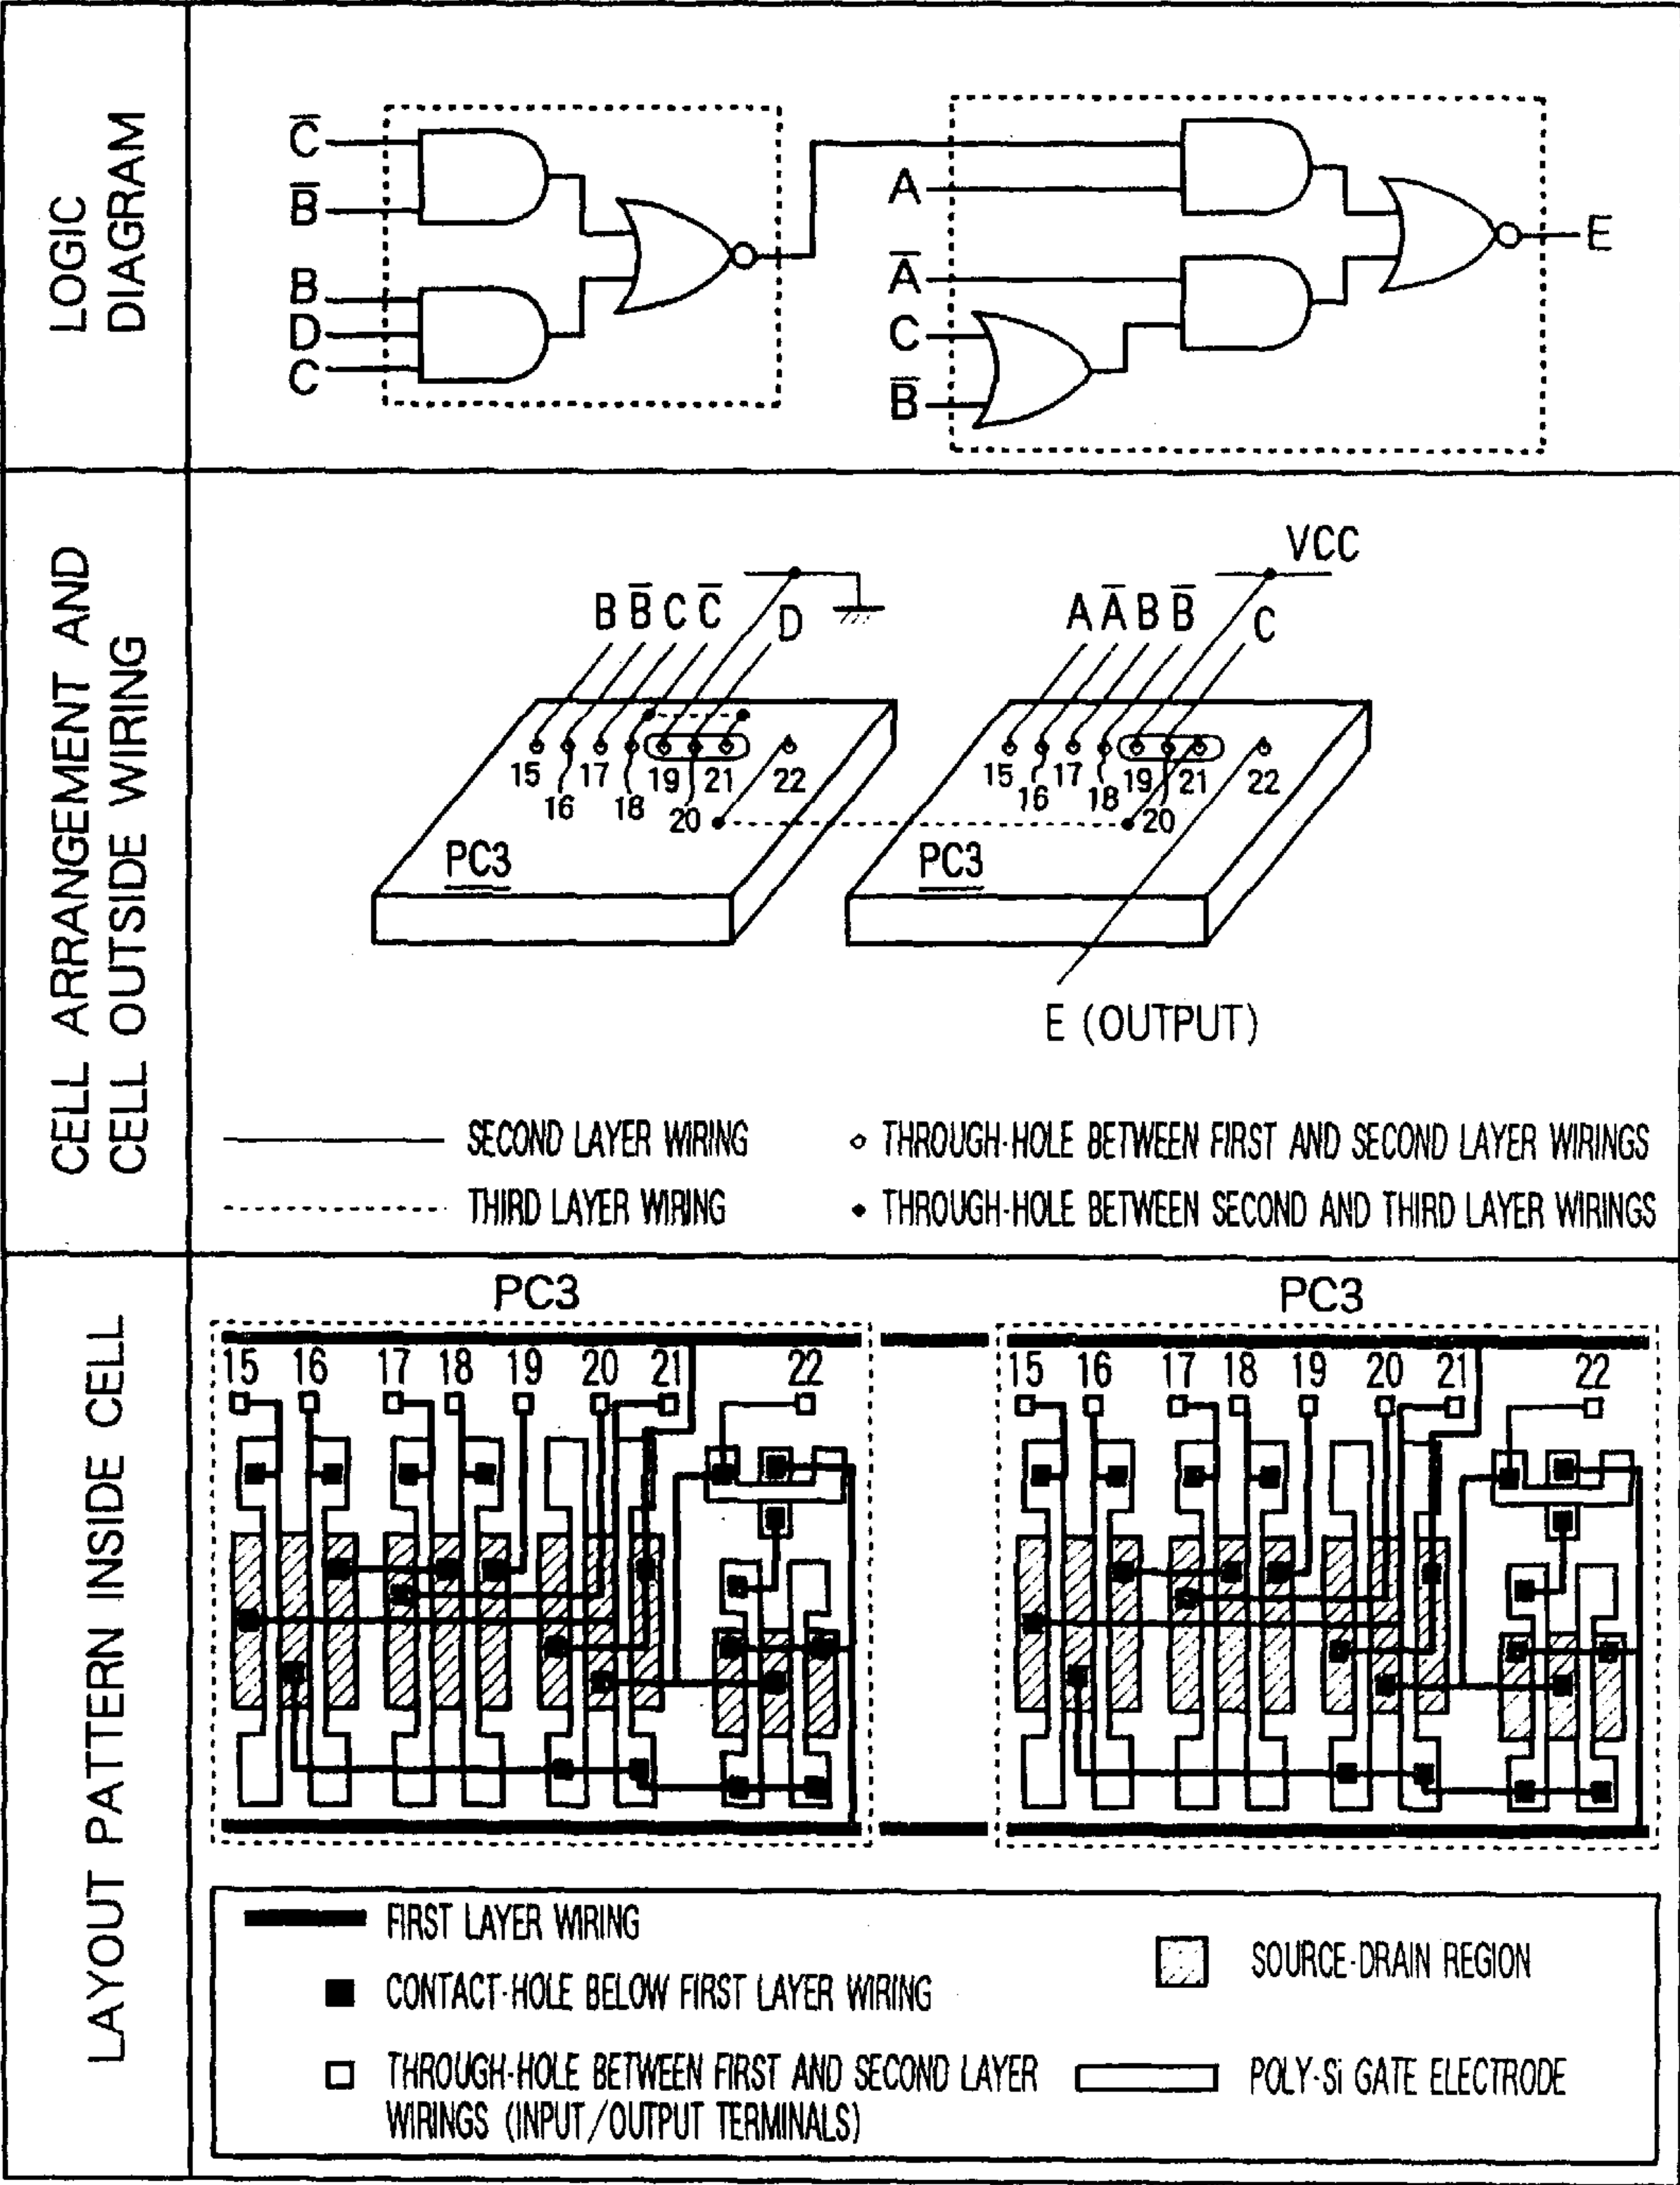 LOGIC
DIAGRAM
C̅
B̅
B
D
C
A
A̅
C
B̅
E
CELL ARRANGEMENT AND
CELL OUTSIDE WIRING
B B̅ C C̅
D
VCC
A A̅ B B̅
C
15 16 17 18 19 20 21 22
PC3
15 16 17 18 19 20 21 22
PC3
E (OUTPUT)
SECOND LAYER WIRING
THROUGH-HOLE BETWEEN FIRST AND SECOND LAYER WIRINGS
THIRD LAYER WIRING
THROUGH-HOLE BETWEEN SECOND AND THIRD LAYER WIRINGS
LAYOUT PATTERN INSIDE CELL
PC3
15 16 17 18 19 20 21 22
PC3
15 16 17 18 19 20 21 22
FIRST LAYER WIRING
CONTACT-HOLE BELOW FIRST LAYER WIRING
THROUGH-HOLE BETWEEN FIRST AND SECOND LAYER
WIRINGS (INPUT/OUTPUT TERMINALS)
SOURCE-DRAIN REGION
POLY-Si GATE ELECTRODE